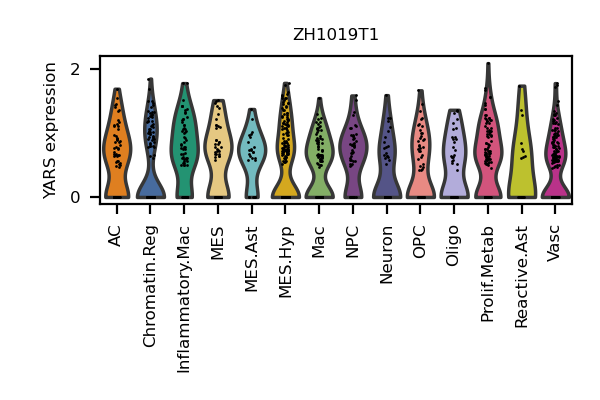 ZH1019T1
YARS expression
2
0
AC
Chromatin.Reg
Inflammatory.Mac
MES
MES.Ast
MES.Hyp
Mac
NPC
Neuron
OPC
Oligo
Prolif.Metab
Reactive.Ast
Vasc